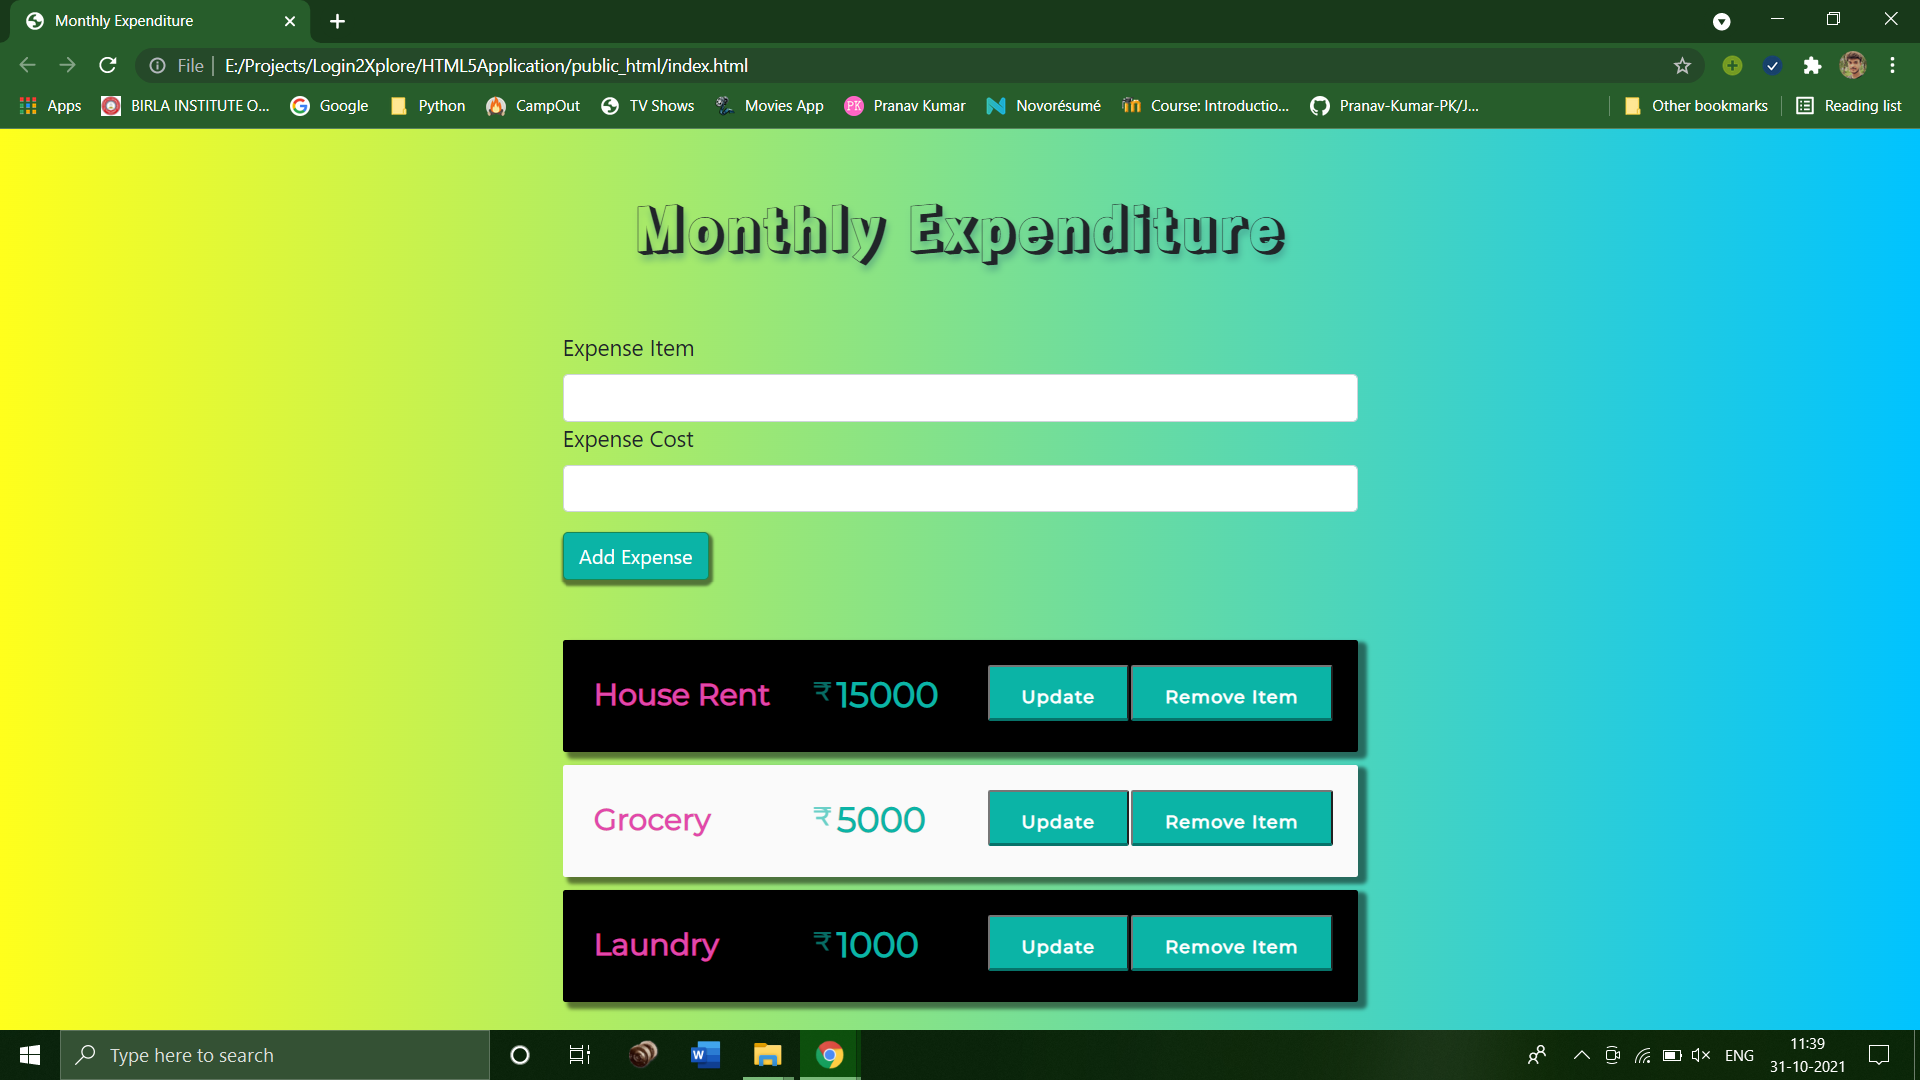 Monthly Expenditure
File | E:/Projects/Login2Xplore/HTML5Application/public_html/index.html
Apps BIRLA INSTITUTE O... Google Python CampOut TV Shows Movies App PK Pranav Kumar Novorésumé Course: Introductio... Pranav-Kumar-PK/J... Other bookmarks Reading list
Monthly Expenditure
Expense Item
Expense Cost
Add Expense
House Rent ₹15000 Update Remove Item
Grocery ₹5000 Update Remove Item
Laundry ₹1000 Update Remove Item
Type here to search W ENG 11:39
31-10-2021